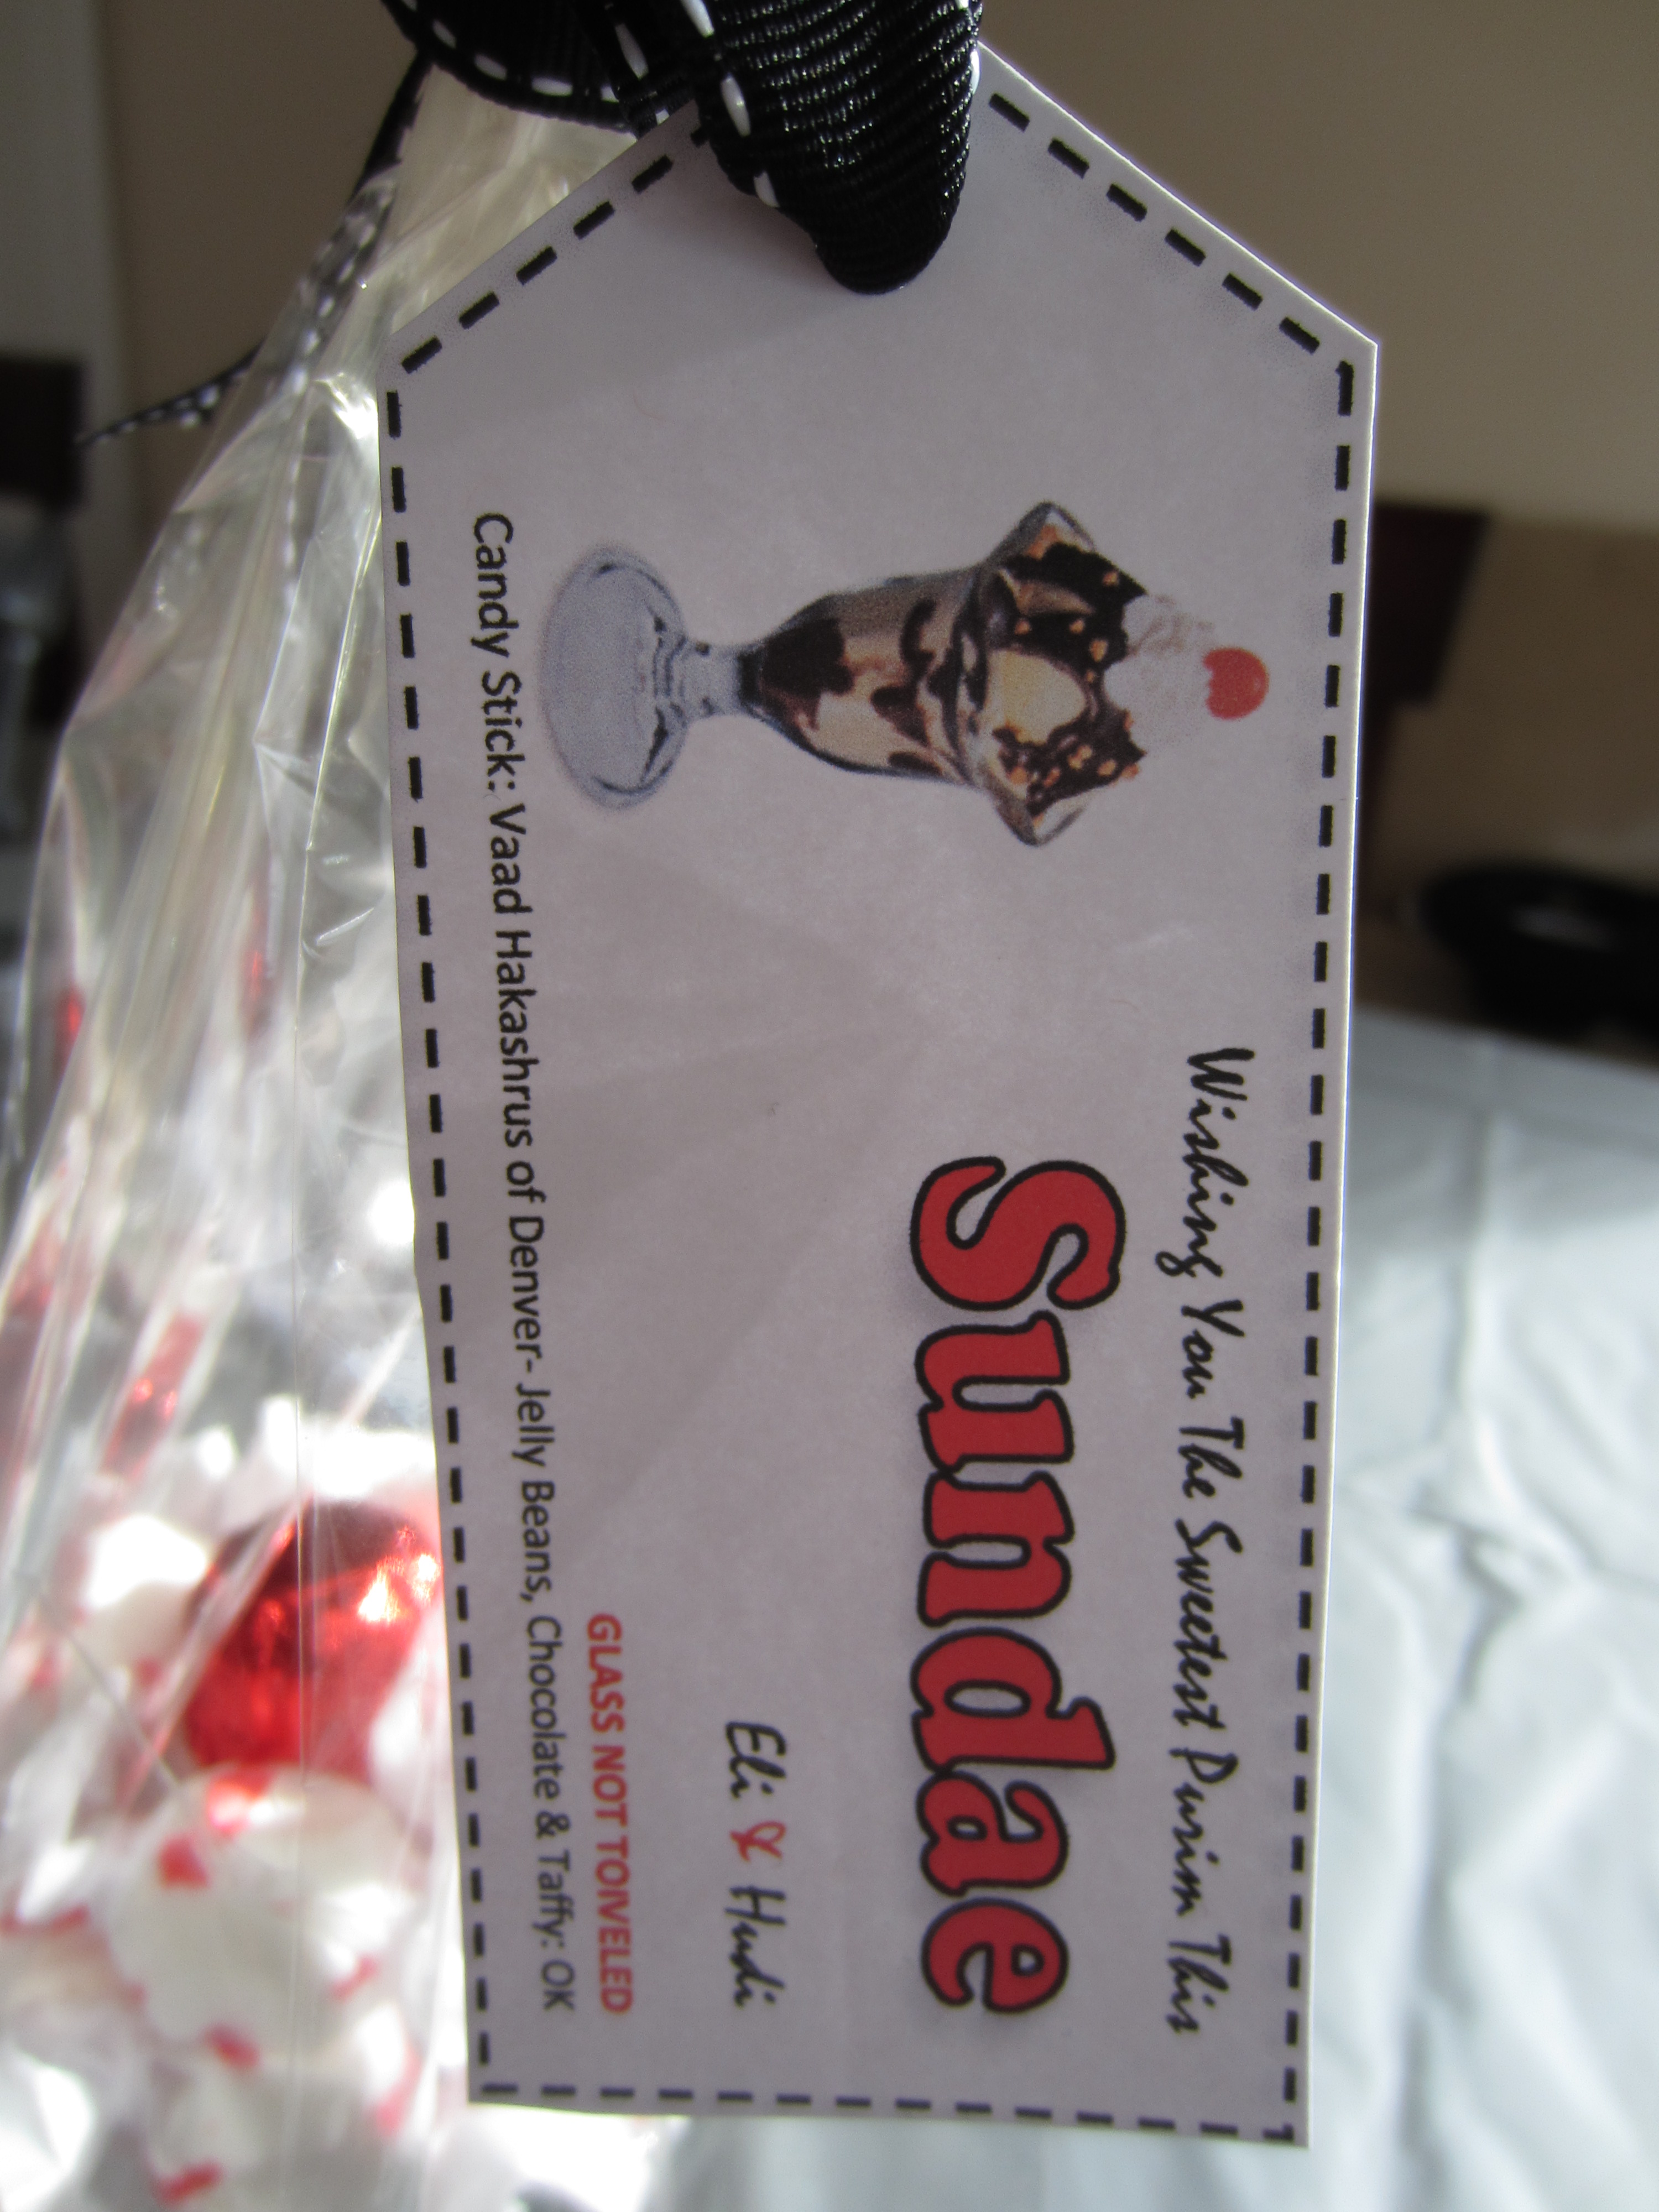 Wishing You The Sweetest Purim This
Sundae
Eli & Hudi
GLASS NOT TOIVELED
Candy Stick: Vaad Hakashrus of Denver- Jelly Beans, Chocolate & Taffy: OK